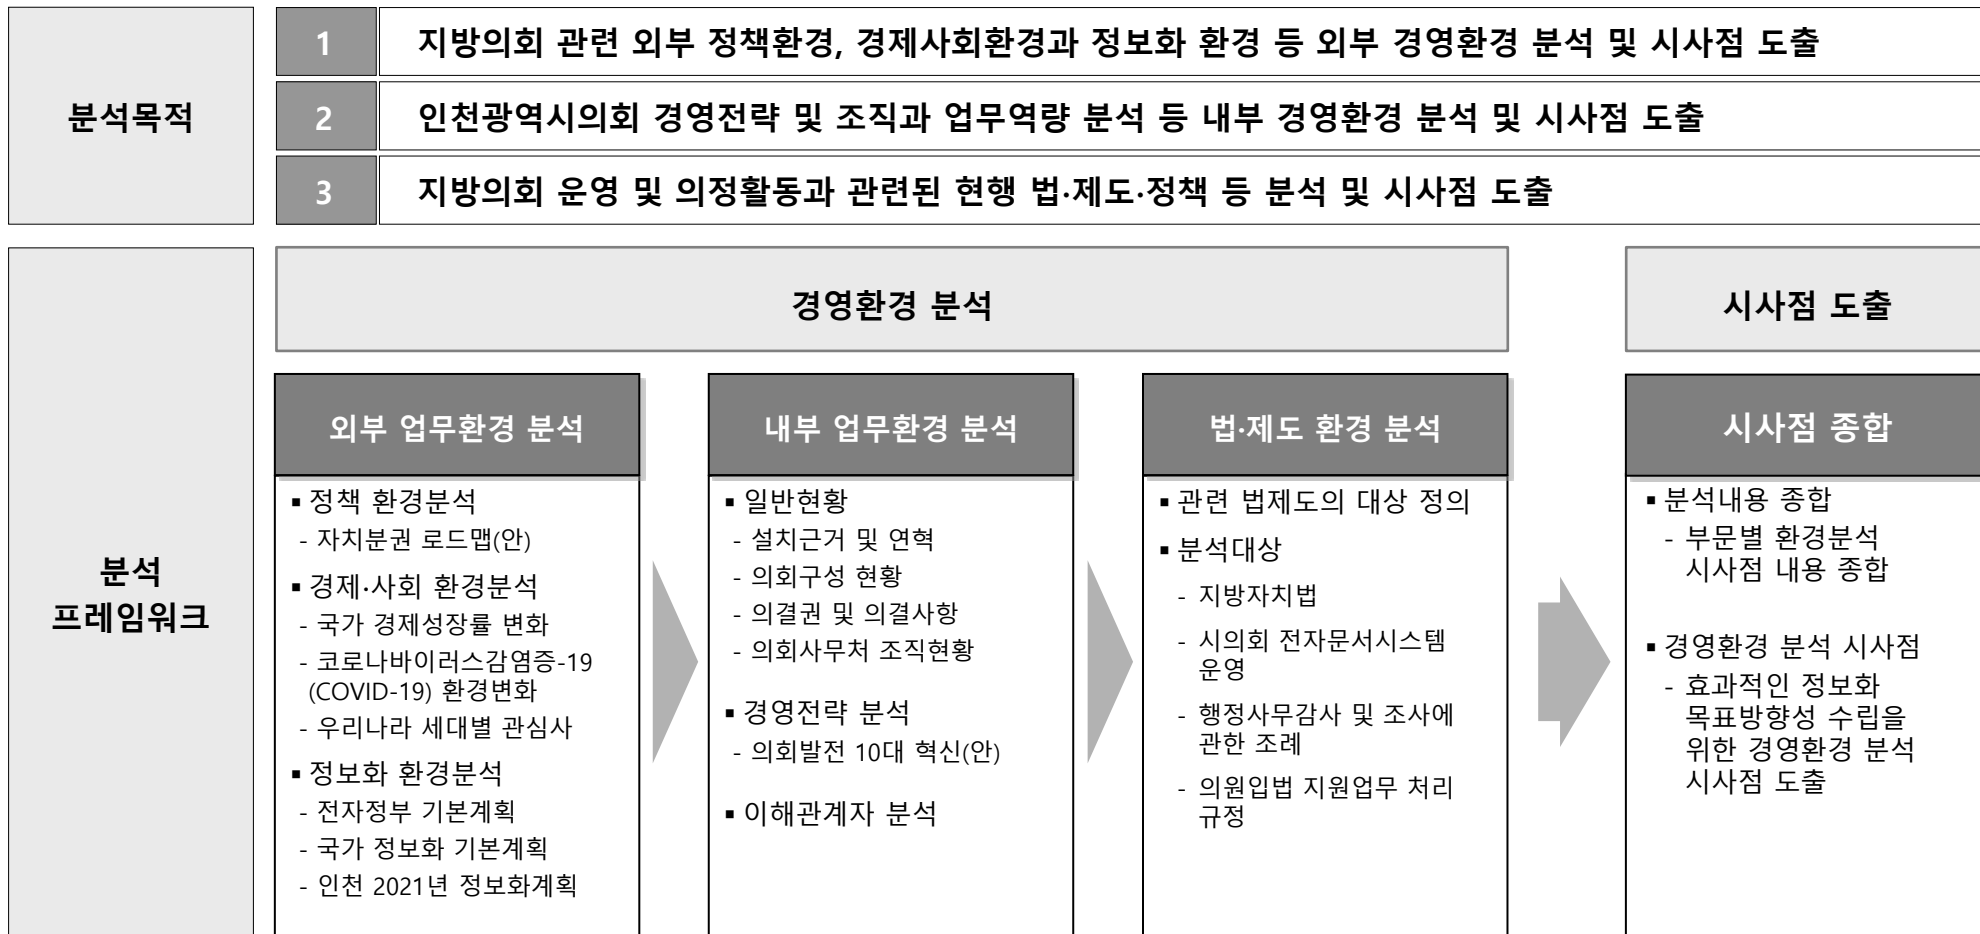 분석목적
1
지방의회 관련 외부 정책환경, 경제사회환경과 정보화 환경 등 외부 경영환경 분석 및 시사점 도출
2
인천광역시의회 경영전략 및 조직과 업무역량 분석 등 내부 경영환경 분석 및 시사점 도출
3
지방의회 운영 및 의정활동과 관련된 현행 법·제도·정책 등 분석 및 시사점 도출
분석
프레임워크
경영환경 분석
시사점 도출
외부 업무환경 분석
▪ 정책 환경분석
- 자치분권 로드맵(안)
▪ 경제·사회 환경분석
- 국가 경제성장률 변화
- 코로나바이러스감염증-19
(COVID-19) 환경변화
- 우리나라 세대별 관심사
▪ 정보화 환경분석
- 전자정부 기본계획
- 국가 정보화 기본계획
- 인천 2021년 정보화계획
내부 업무환경 분석
▪ 일반현황
- 설치근거 및 연혁
- 의회구성 현황
- 의결권 및 의결사항
- 의회사무처 조직현황
▪ 경영전략 분석
- 의회발전 10대 혁신(안)
▪ 이해관계자 분석
법·제도 환경 분석
▪ 관련 법제도의 대상 정의
▪ 분석대상
- 지방자치법
- 시의회 전자문서시스템
운영
- 행정사무감사 및 조사에
관한 조례
- 의원입법 지원업무 처리
규정
시사점 종합
▪ 분석내용 종합
- 부문별 환경분석
시사점 내용 종합
▪ 경영환경 분석 시사점
- 효과적인 정보화
목표방향성 수립을
위한 경영환경 분석
시사점 도출